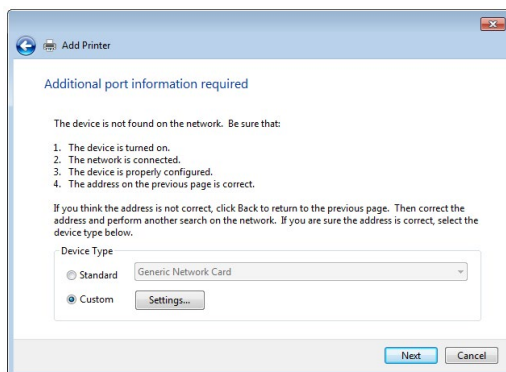 Add Printer
Additional port information required
The device is not found on the network.  Be sure that:
1.  The device is turned on.
2.  The network is connected.
3.  The device is properly configured.
4.  The address on the previous page is correct.
If you think the address is not correct, click Back to return to the previous page.  Then correct the
address and perform another search on the network.  If you are sure the address is correct, select the
device type below.
Device Type
Standard
Generic Network Card
Custom
Settings...
Next
Cancel